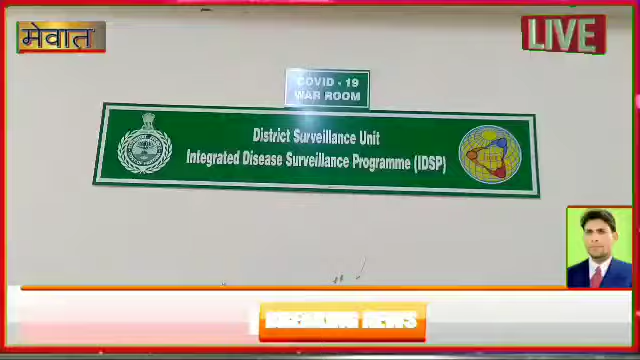 मेवात
LIVE
COVID - 19
WAR ROOM
District Surveillance Unit
Integrated Disease Surveillance Programme (IDSP)
BREAKING NEWS